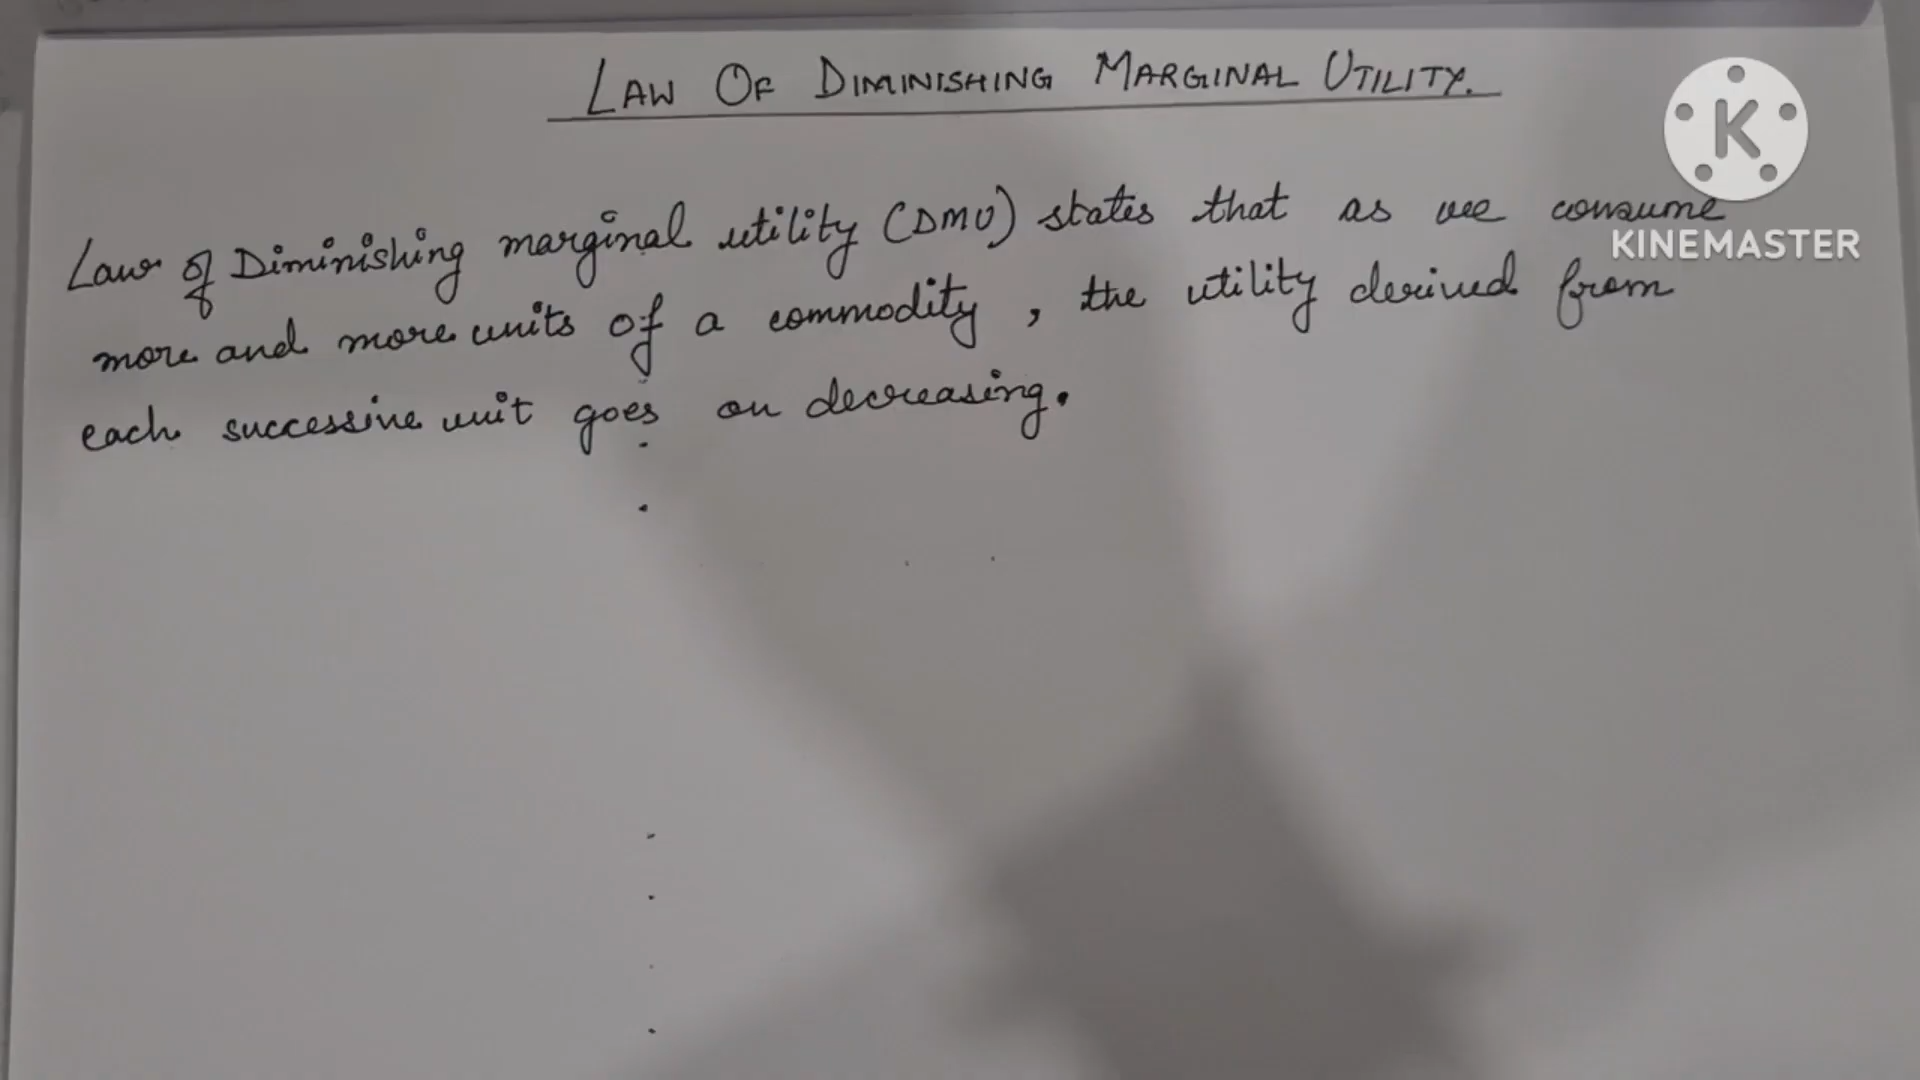 LAW OF DIMINISHING MARGINAL UTILITY.
K
KINEMASTER
Law of Diminishing marginal utility (DMU) states that as we consume
more and more units of a commodity, the utility derived from
each successive unit goes on decreasing.